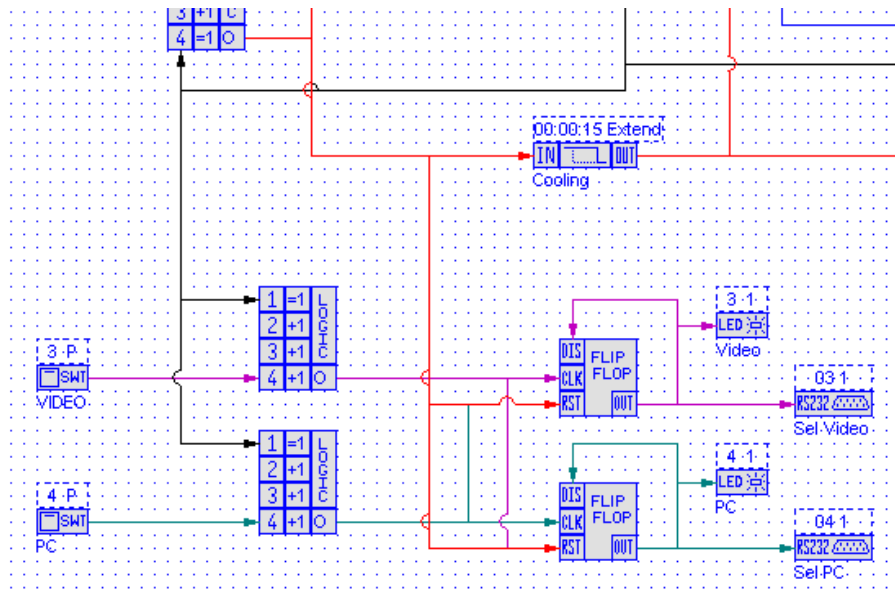 3 +1 C
4 =1 O
00:00:15 Extend
IN OUT
Cooling
1 =1 LOGIC
2 +1
3 +1
4 +1 O
3 P
SWT
VIDEO
DIS FLIP
CLK FLOP
RST OUT
3 1
LED
Video
03 1
RS232
Sel Video
1 =1 LOGIC
2 +1
3 +1
4 +1 O
4 P
SWT
PC
DIS FLIP
CLK FLOP
RST OUT
4 1
LED
PC
04 1
RS232
Sel PC